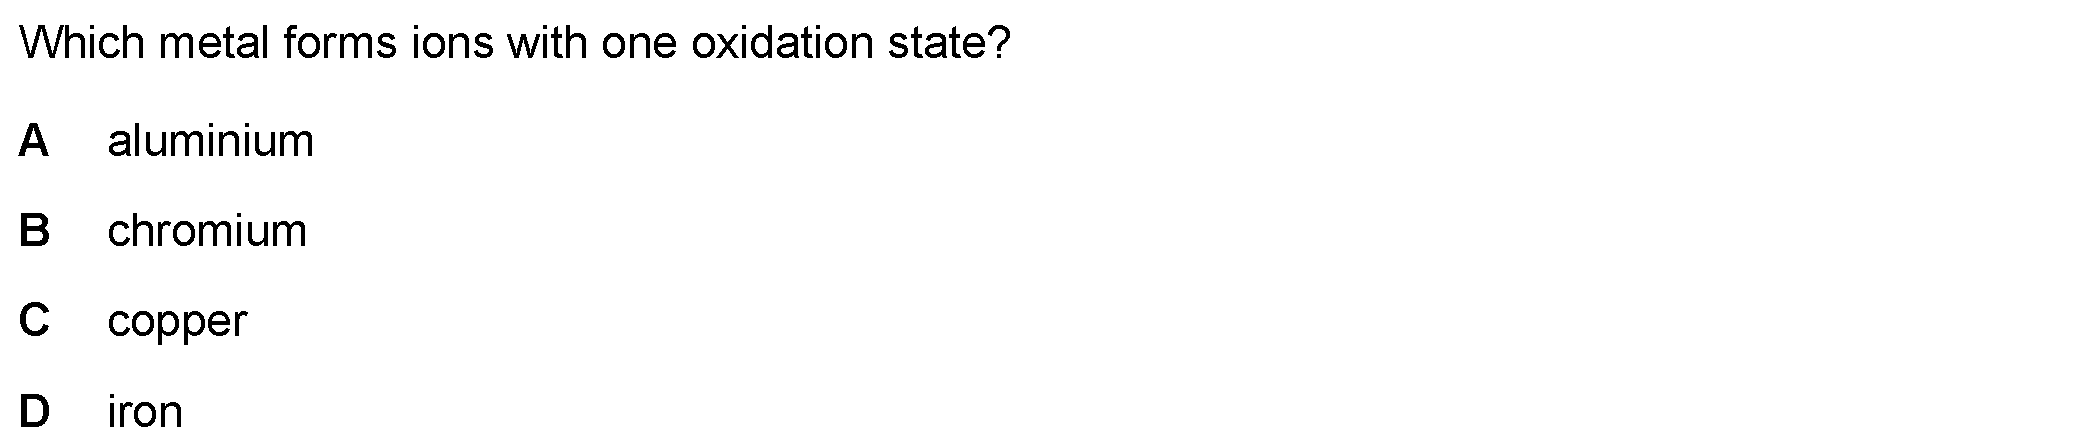 Which metal forms ions with one oxidation state?
A aluminium
B chromium
C copper
D iron